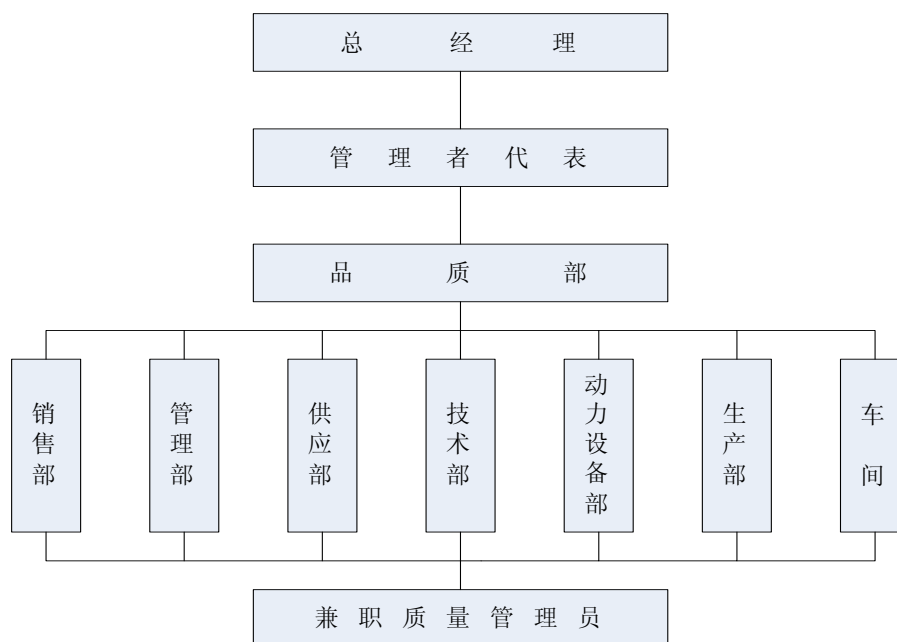 总经理
管理者代表
品质部
销售部
管理部
供应部
技术部
动力设备部
生产部
车间
兼职质量管理员